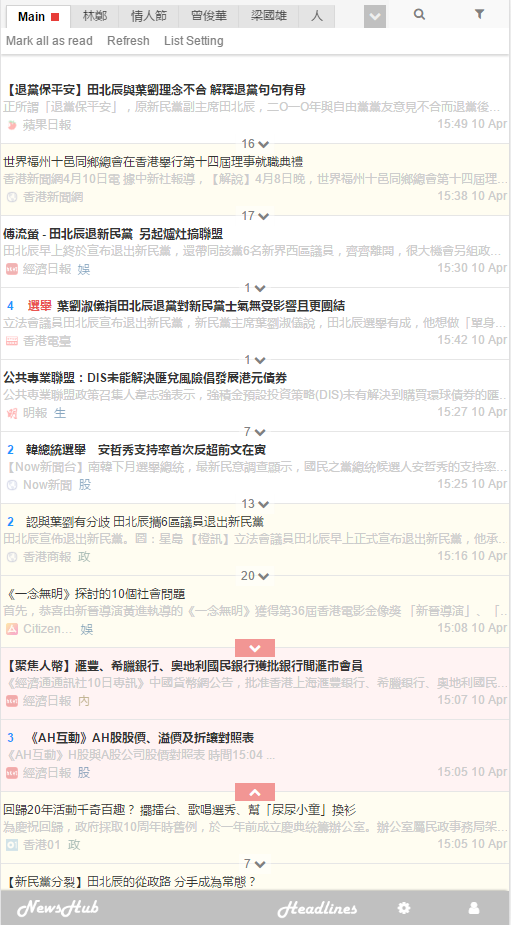 Main 林鄭 情人節 曾俊華 梁國雄 人
Mark all as read Refresh List Setting
【退黨保平安】田北辰與葉劉理念不合 解釋退黨句句有骨
正所謂「退黨保平安」，原新民黨副主席田北辰，二O一O年與自由黨黨友意見不合而退黨後...
蘋果日報 15:49 10 Apr
16
世界福州十邑同鄉總會在香港舉行第十四屆理事就職典禮
香港新聞網4月10日電 據中新社報導，【解說】4月8日晚，世界福州十邑同鄉總會第十四屆理...
香港新聞網 15:38 10 Apr
17
傅流螢 - 田北辰退新民黨 另起爐灶搞聯盟
田北辰早上終於宣布退出新民黨，還帶同該黨6名新界西區議員，齊齊離開，很大機會另組政...
經濟日報 娛 15:30 10 Apr
1
4 選舉 葉劉淑儀指田北辰退黨對新民黨士氣無受影響且更團結
立法會議員田北辰宣布退出新民黨，新民黨主席葉劉淑儀說，田北辰選舉有成，他想做「單身...
香港電臺 15:42 10 Apr
1
公共專業聯盟：DIS未能解決匯兌風險倡發展港元債券
公共專業聯盟政策召集人韋志強表示，強積金預設投資策略(DIS)未有解決到購買環球債券的匯...
明報 生 15:27 10 Apr
7
2 韓總統選舉 安哲秀支持率首次反超前文在寅
【Now新聞台】南韓下月選舉總統，最新民意調查顯示，國民之黨總統候選人安哲秀的支持率...
Now新聞 股 15:25 10 Apr
13
2 認與葉劉有分歧 田北辰攜6區議員退出新民黨
田北辰宣佈退出新民黨。圖：星島 【橙訊】立法會議員田北辰早上正式宣布退出新民黨，他承...
香港商報 政 15:16 10 Apr
20
《一念無明》探討的10個社會問題
首先，恭喜由新晉導演黃進執導的《一念無明》獲得第36屆香港電影金像獎 「新晉導演」、「...
Citizen... 娛 15:08 10 Apr
【聚焦人幣】滙豐、希臘銀行、奧地利國民銀行獲批銀行間滙市會員
《經濟通通訊社10日專訊》中國貨幣網公告，批准香港上海滙豐銀行、希臘銀行、奧地利國民...
經濟日報 內 15:07 10 Apr
3 《AH互動》AH股股價、溢價及折讓對照表
《AH互動》H股與A股公司股價對照表 時間15:04 ...
經濟日報 股 15:05 10 Apr
回歸20年活動千奇百趣？ 擺擂台、歌唱選秀、幫「尿尿小童」換衫
為慶祝回歸，政府採取10周年時舊例，於一年前成立慶典統籌辦公室。辦公室屬民政事務局架...
香港01 政 15:05 10 Apr
7
【新民黨分裂】田北辰的從政路 分手成為常態？
NewsHub Headlines